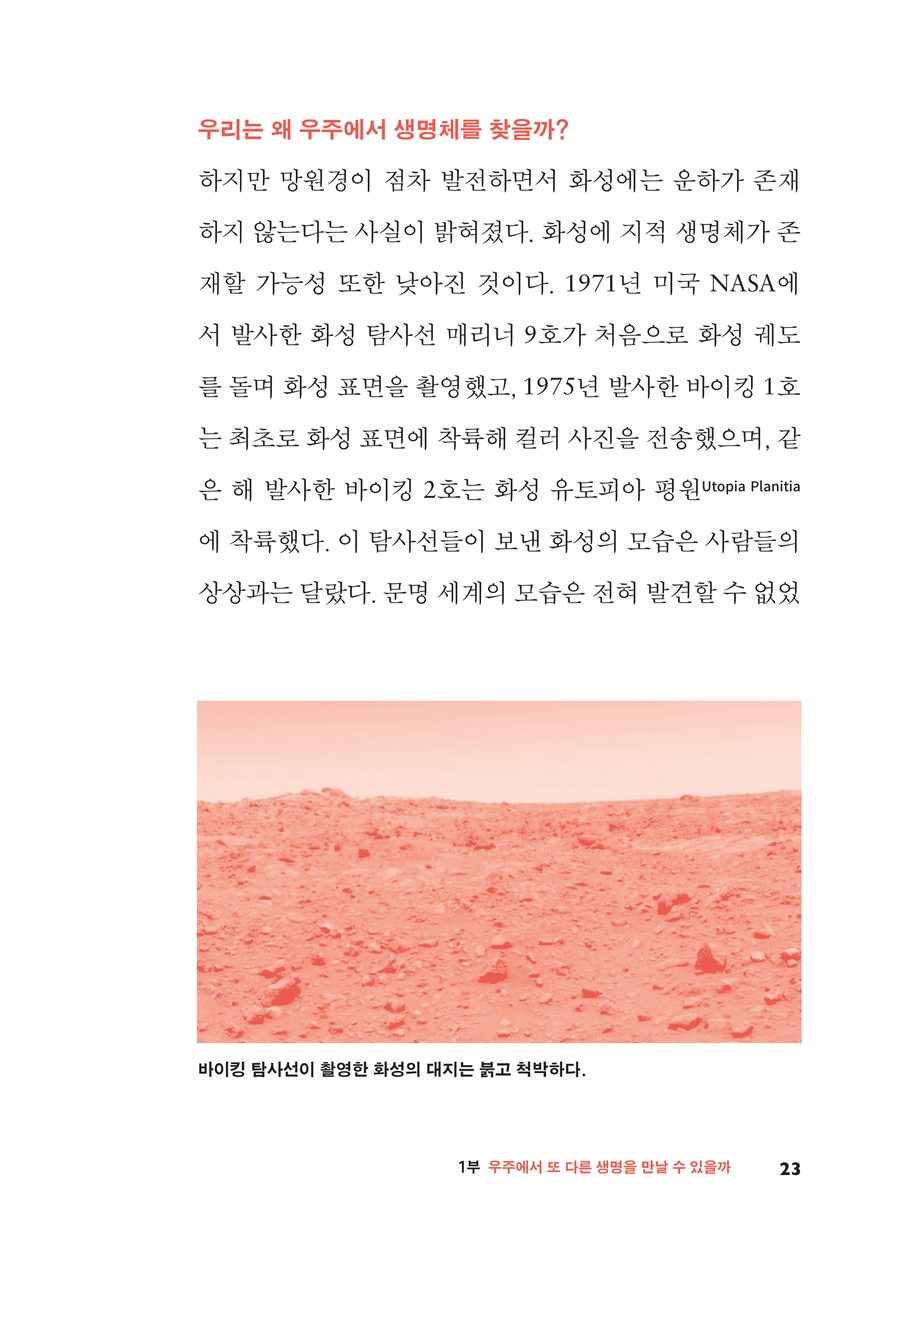 우리는 왜 우주에서 생명체를 찾을까?
하지만 망원경이 점차 발전하면서 화성에는 운하가 존재
하지 않는다는 사실이 밝혀졌다. 화성에 지적 생명체가 존
재할 가능성 또한 낮아진 것이다. 1971년 미국 NASA에
서 발사한 화성 탐사선 매리너 9호가 처음으로 화성 궤도
를 돌며 화성 표면을 촬영했고, 1975년 발사한 바이킹 1호
는 최초로 화성 표면에 착륙해 컬러 사진을 전송했으며, 같
은 해 발사한 바이킹 2호는 화성 유토피아 평원Utopia Planitia
에 착륙했다. 이 탐사선들이 보낸 화성의 모습은 사람들의
상상과는 달랐다. 문명 세계의 모습은 전혀 발견할 수 없었
바이킹 탐사선이 촬영한 화성의 대지는 붉고 척박하다.
1부 우주에서 또 다른 생명을 만날 수 있을까 23